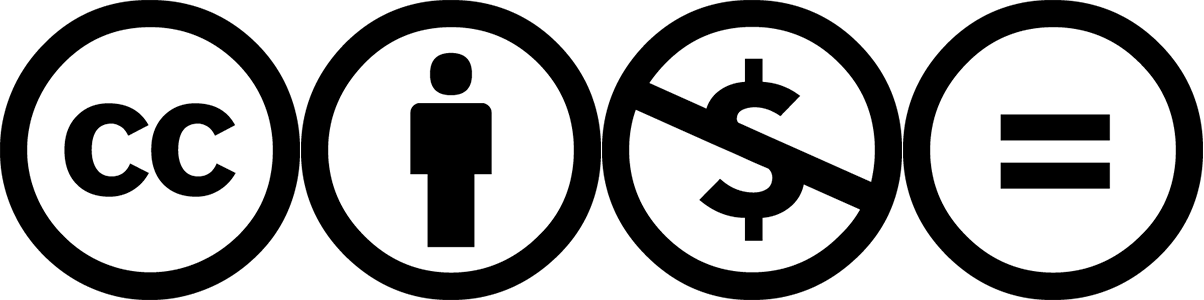 cc $ =